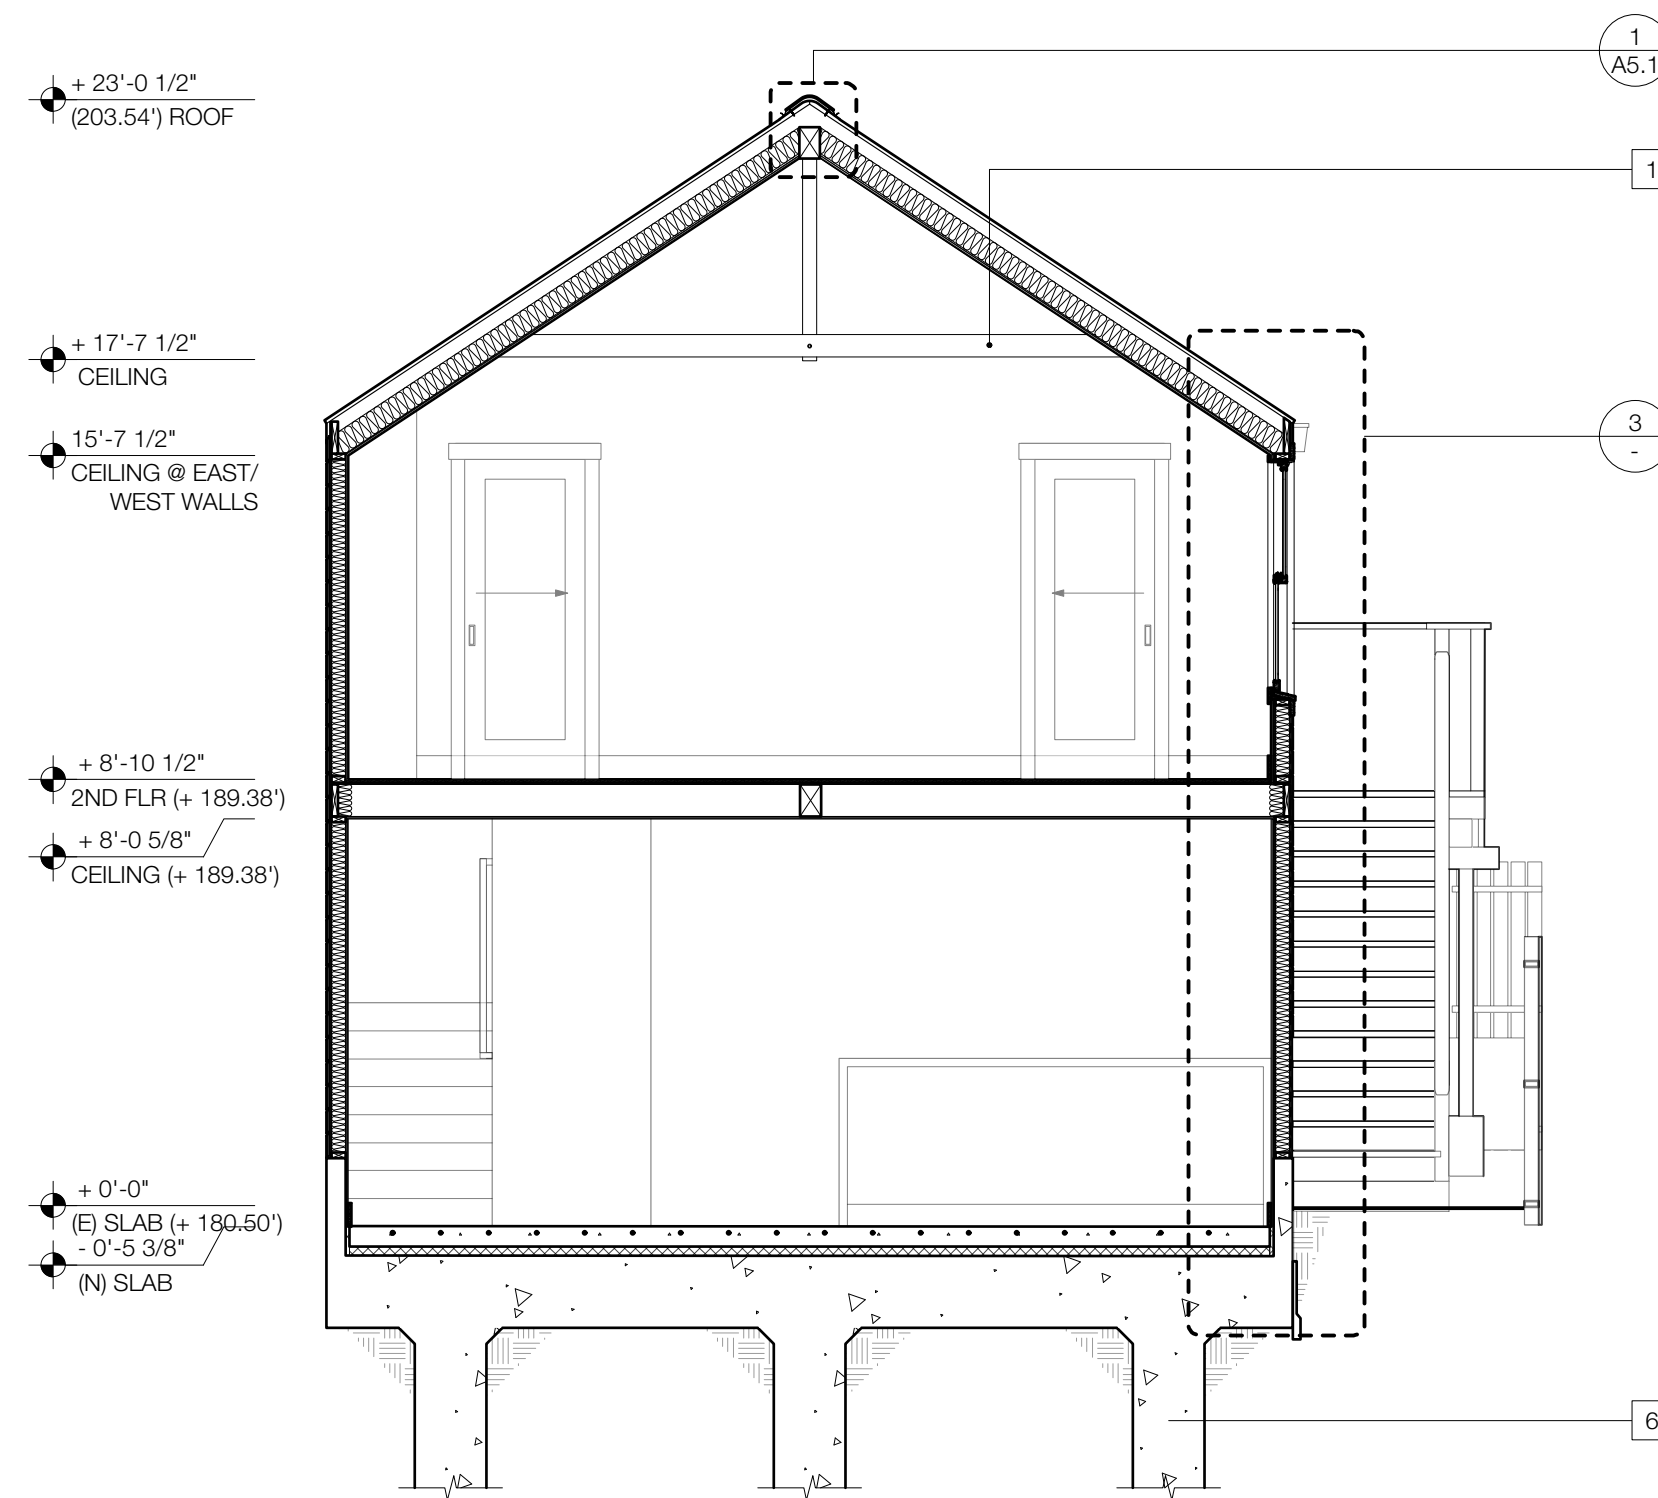 1
A5.1
+ 23'-0 1/2"
(203.54') ROOF
1
+ 17'-7 1/2"
CEILING
3
-
15'-7 1/2"
CEILING @ EAST/
WEST WALLS
+ 8'-10 1/2"
2ND FLR (+ 189.38')
+ 8'-0 5/8"
CEILING (+ 189.38')
+ 0'-0"
(E) SLAB (+ 180.50')
- 0'-5 3/8"
(N) SLAB
6